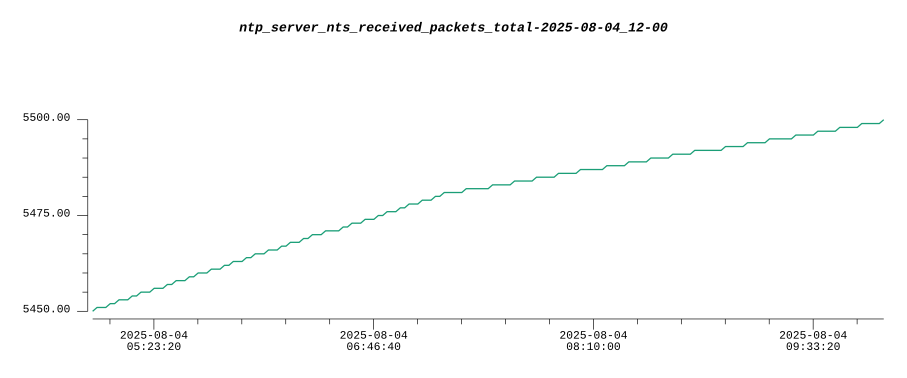 ntp_server_nts_received_packets_total-2025-08-04_12-00
5500.00
5475.00
5450.00
2025-08-04 2025-08-04 2025-08-04 2025-08-04
05:23:20 06:46:40 08:10:00 09:33:20